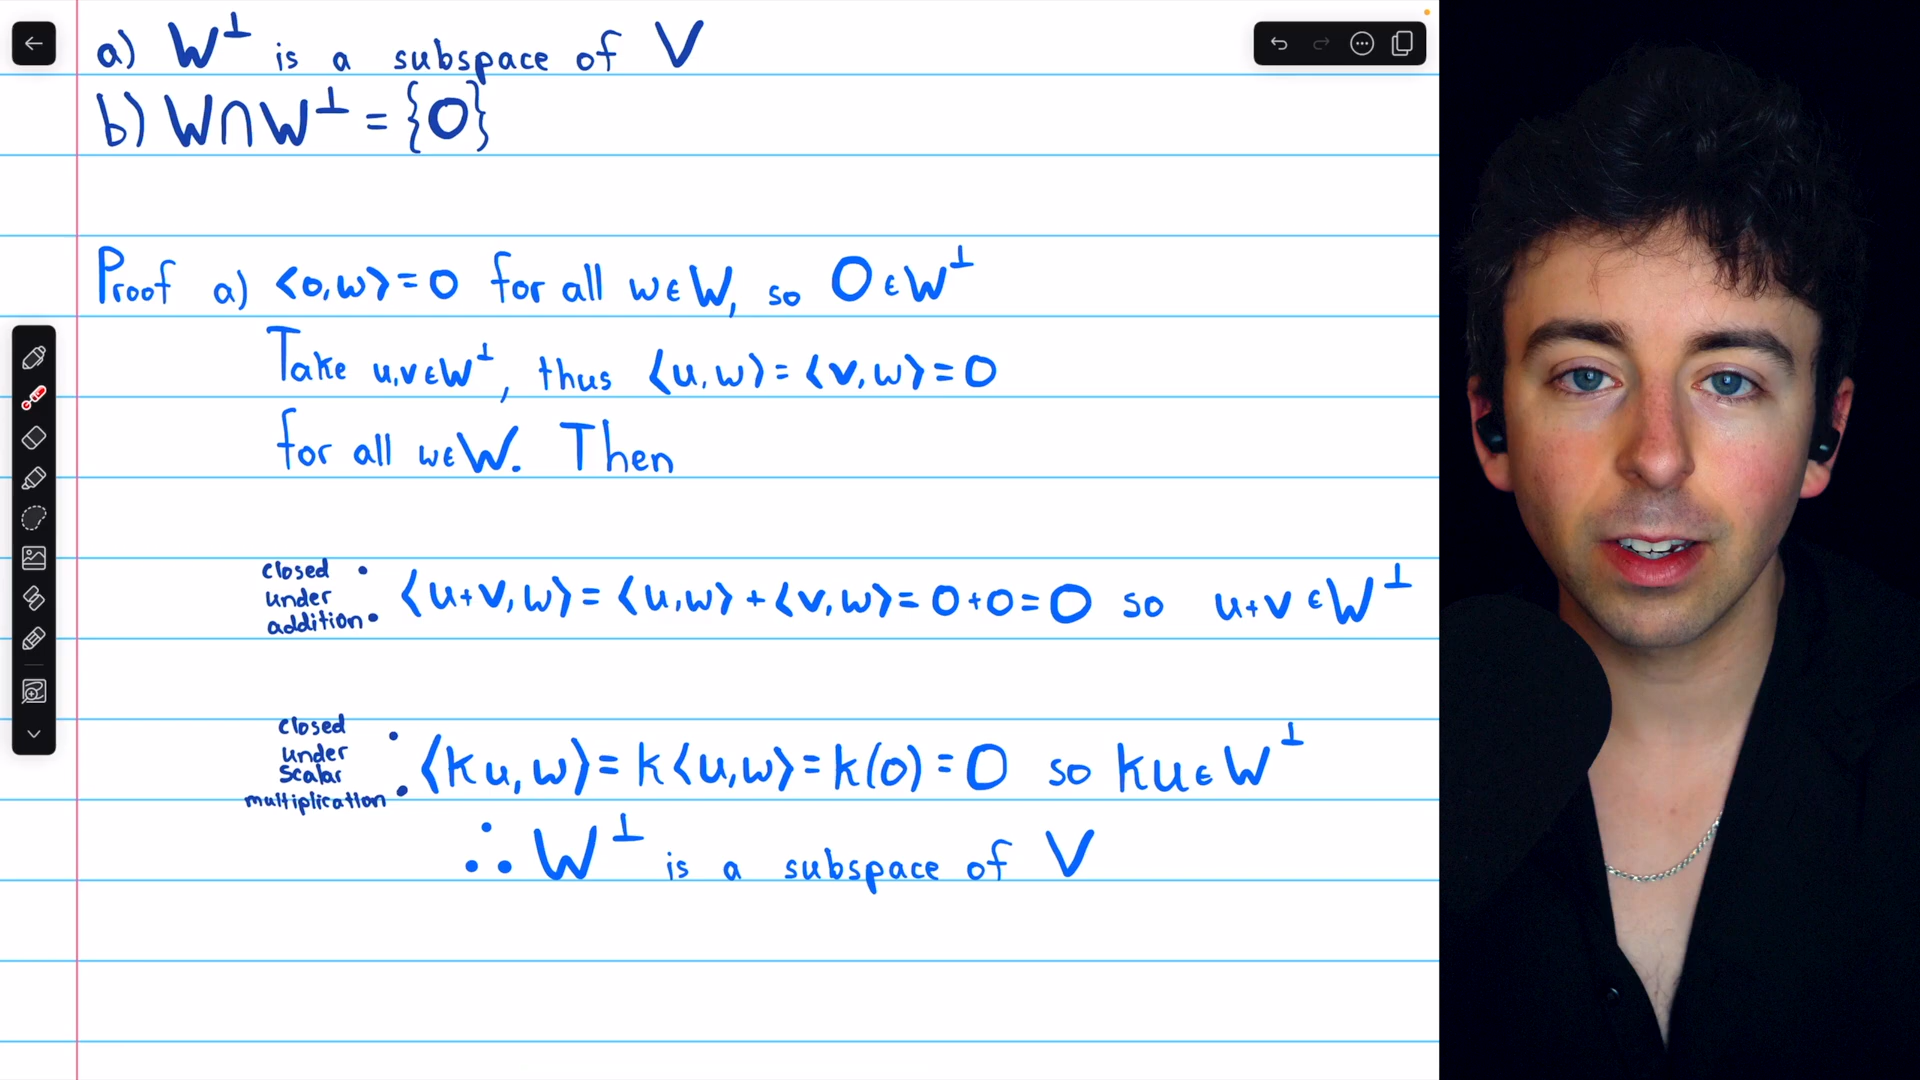 a) W⊥ is a subspace of V
b) W∩W⊥ = {0}
Proof a) ⟨0,w⟩=0 for all w∈W, so 0∈W⊥
Take u,v∈W⊥, thus ⟨u,w⟩=⟨v,w⟩=0
for all w∈W. Then
closed
under
addition
⟨u+v,w⟩=⟨u,w⟩+⟨v,w⟩=0+0=0 so u+v∈W⊥
closed
under
scalar
multiplication
⟨ku,w⟩=k⟨u,w⟩=k(0)=0 so ku∈W⊥
∴ W⊥ is a subspace of V